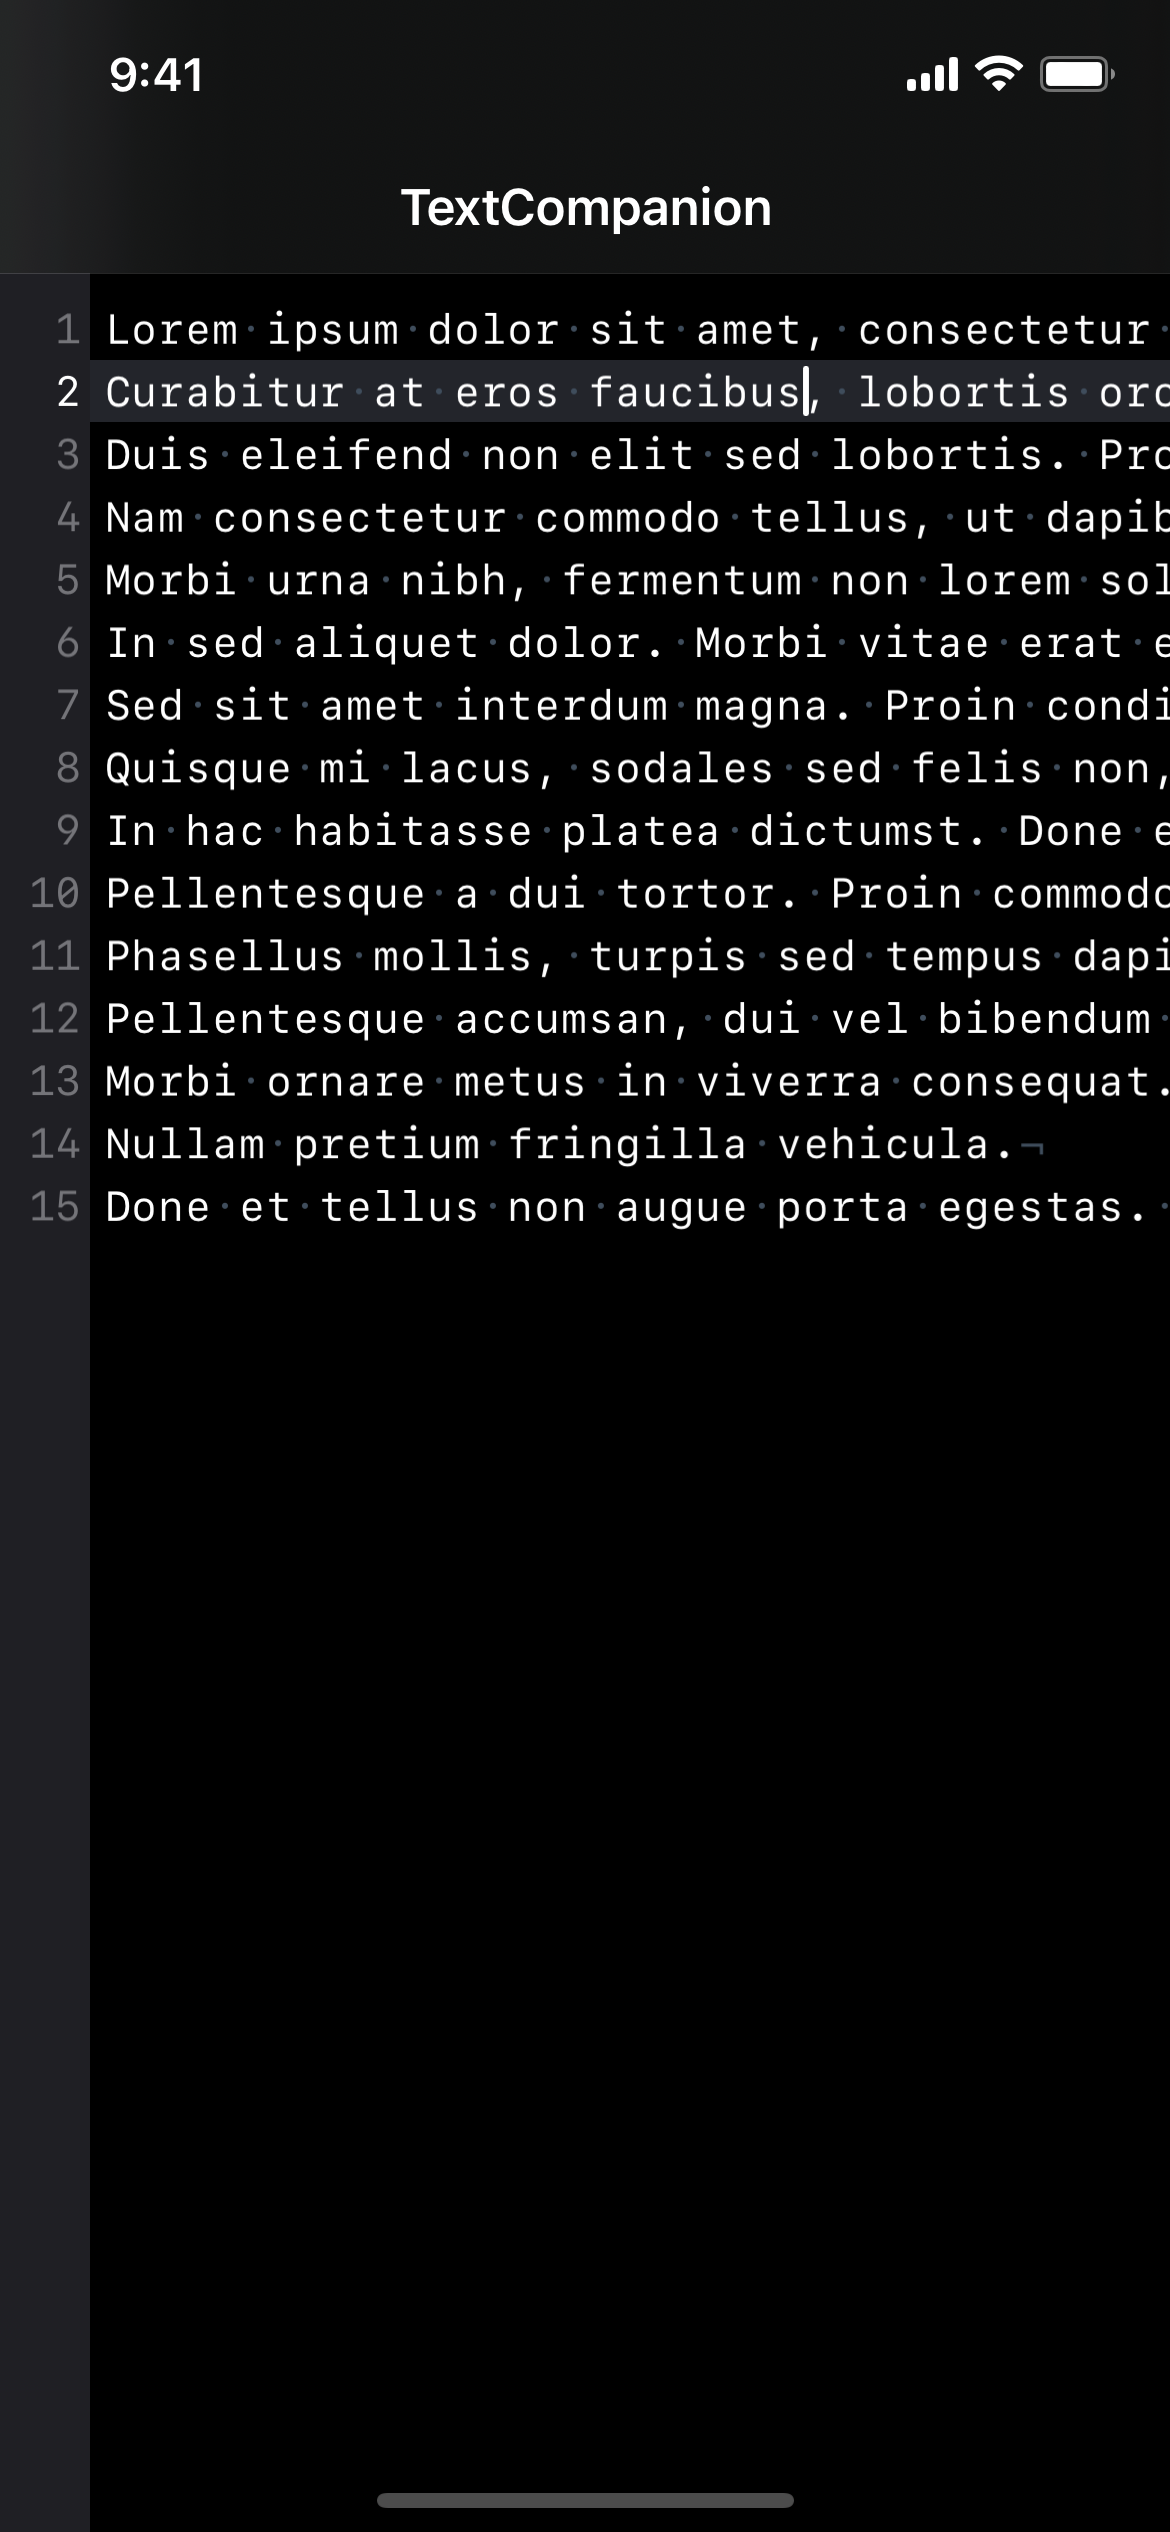 9:41
TextCompanion
1 Lorem·ipsum·dolor·sit·amet,·consectetur·
2 Curabitur·at·eros·faucibus,·lobortis·orc
3 Duis·eleifend·non·elit·sed·lobortis.·Pro
4 Nam·consectetur·commodo·tellus,·ut·dapib
5 Morbi·urna·nibh,·fermentum·non·lorem·sol
6 In·sed·aliquet·dolor.·Morbi·vitae·erat·e
7 Sed·sit·amet·interdum·magna.·Proin·condi
8 Quisque·mi·lacus,·sodales·sed·felis·non,
9 In·hac·habitasse·platea·dictumst.·Done·e
10 Pellentesque·a·dui·tortor.·Proin·commodo
11 Phasellus·mollis,·turpis·sed·tempus·dapi
12 Pellentesque·accumsan,·dui·vel·bibendum·
13 Morbi·ornare·metus·in·viverra·consequat.
14 Nullam·pretium·fringilla·vehicula.¬
15 Done·et·tellus·non·augue·porta·egestas.·